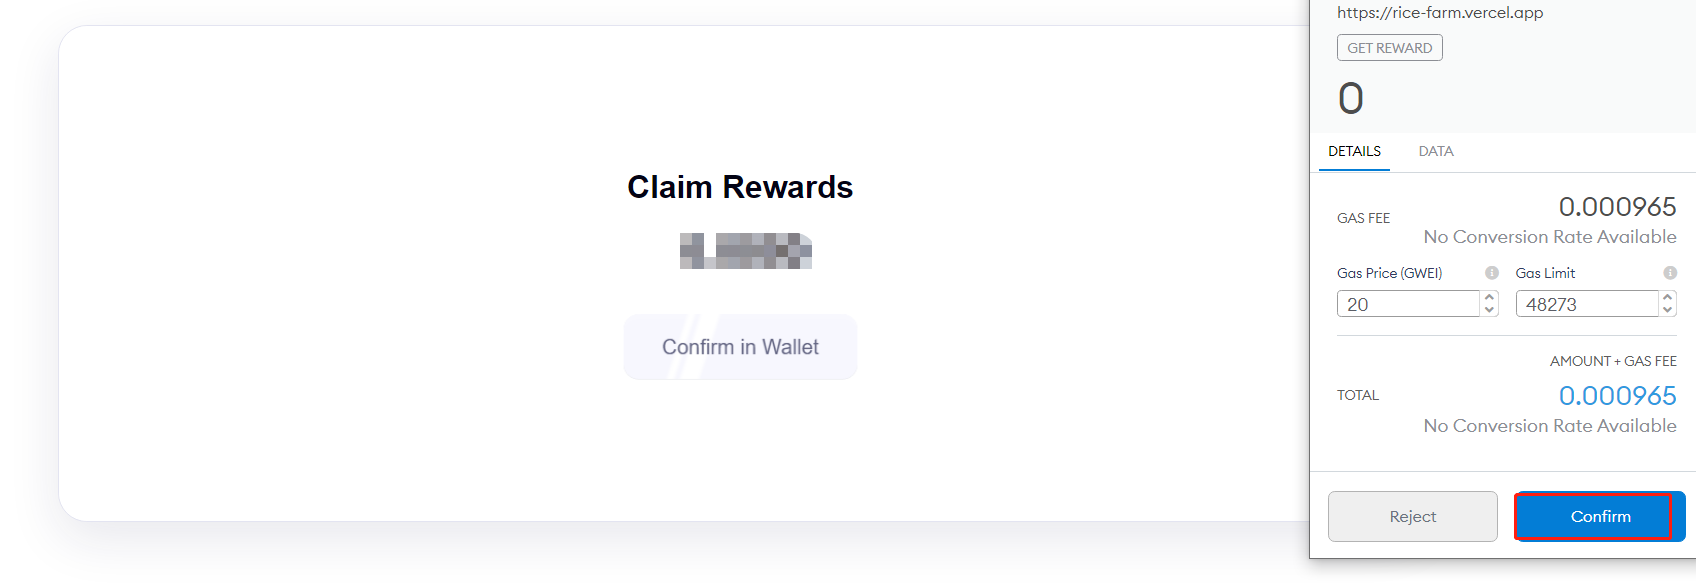 Claim Rewards
Confirm in Wallet
https://rice-farm.vercel.app
GET REWARD
0
DETAILS DATA
GAS FEE 0.000965
No Conversion Rate Available
Gas Price (GWEI) Gas Limit
20 48273
AMOUNT + GAS FEE
TOTAL 0.000965
No Conversion Rate Available
Reject Confirm